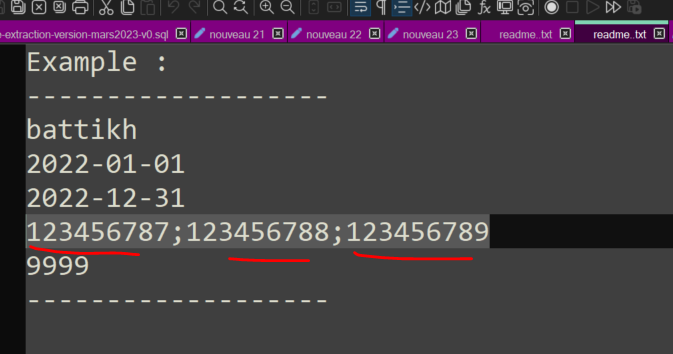 e-extraction-version-mars2023-v0.sql nouveau 21 nouveau 22 nouveau 23 readme..txt readme..txt
Example :
-------------------
battikh
2022-01-01
2022-12-31
123456787;123456788;123456789
9999
-------------------